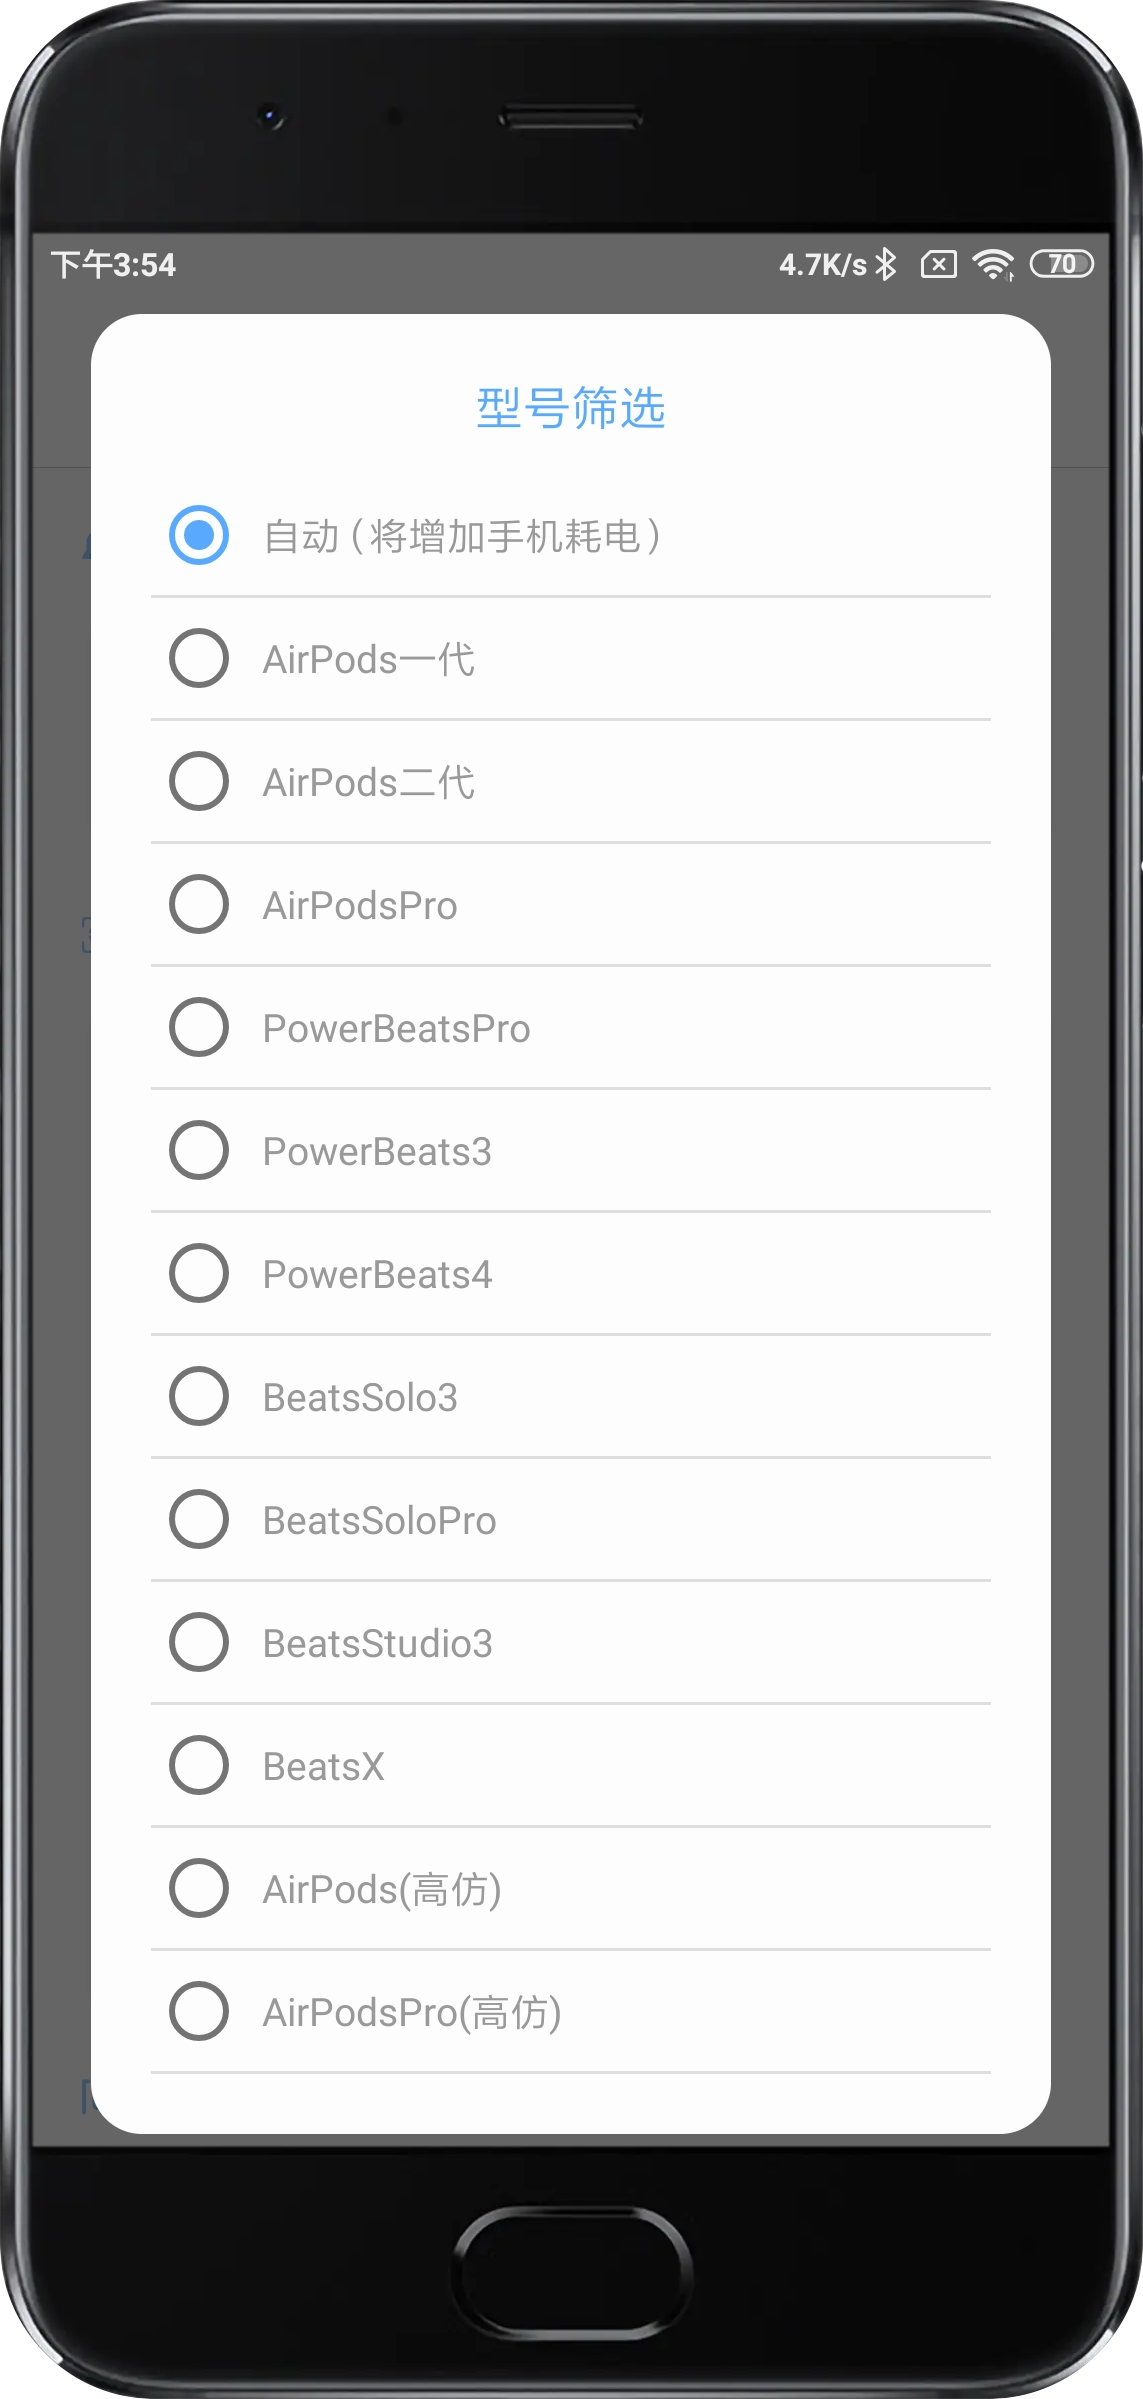 下午3:54
4.7K/s
70
型号筛选
自动(将增加手机耗电)
AirPods一代
AirPods二代
AirPodsPro
PowerBeatsPro
PowerBeats3
PowerBeats4
BeatsSolo3
BeatsSoloPro
BeatsStudio3
BeatsX
AirPods(高仿)
AirPodsPro(高仿)